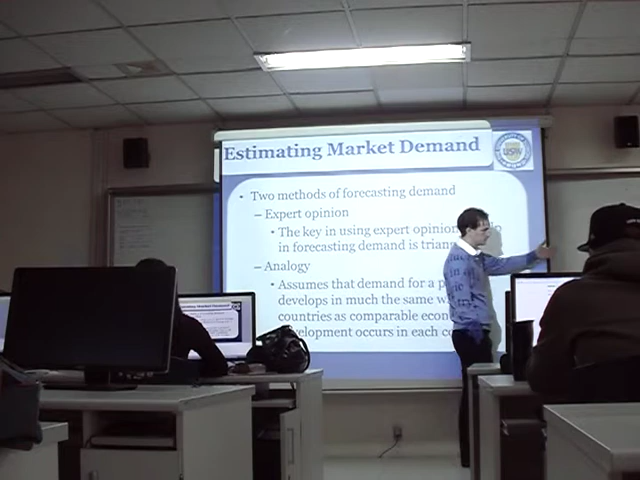 Estimating Market Demand
• Two methods of forecasting demand
– Expert opinion
• The key in using expert opinion
in forecasting demand is
– Analogy
• Assumes that demand for a
develops in much the same
countries as comparable
development occurs in each